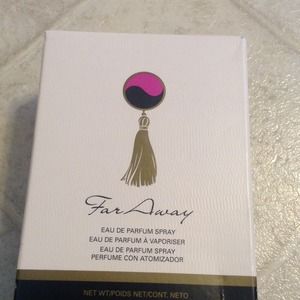 Far Away
EAU DE PARFUM SPRAY
EAU DE PARFUM À VAPORISER
EAU DE PARFUM SPRAY
PERFUME CON ATOMIZADOR
NET WT/POIDS NET/CONT. NETO